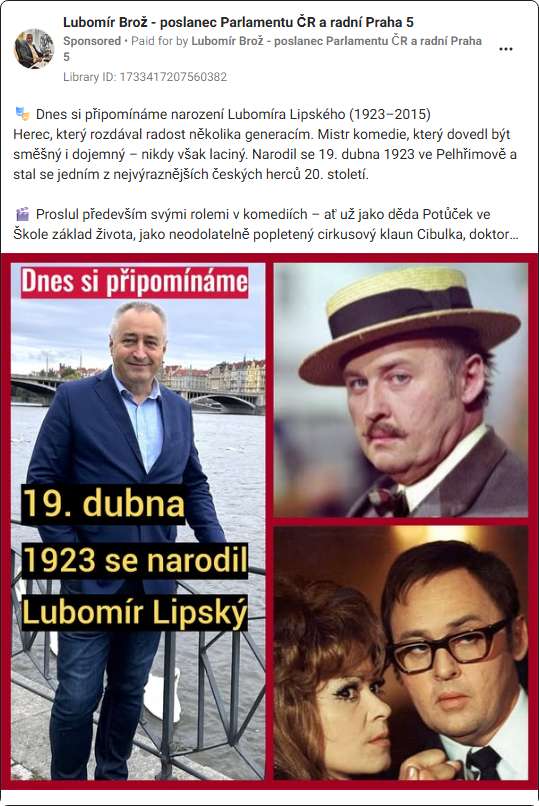 Lubomír Brož - poslanec Parlamentu ČR a radní Praha 5
Sponsored • Paid for by Lubomír Brož - poslanec Parlamentu ČR a radní Praha
5
Library ID: 1733417207560382
🎭 Dnes si připomínáme narození Lubomíra Lipského (1923–2015)
Herec, který rozdával radost několika generacím. Mistr komedie, který dovedl být
směšný i dojemný – nikdy však laciný. Narodil se 19. dubna 1923 ve Pelhřimově a
stal se jedním z nejvýraznějších českých herců 20. století.
🎬 Proslul především svými rolemi v komediích – ať už jako děda Potůček ve
Škole základ života, jako neodolatelně popletený cirkusový klaun Cibulka, doktor…
Dnes si připomínáme
19. dubna
1923 se narodil
Lubomír Lipský